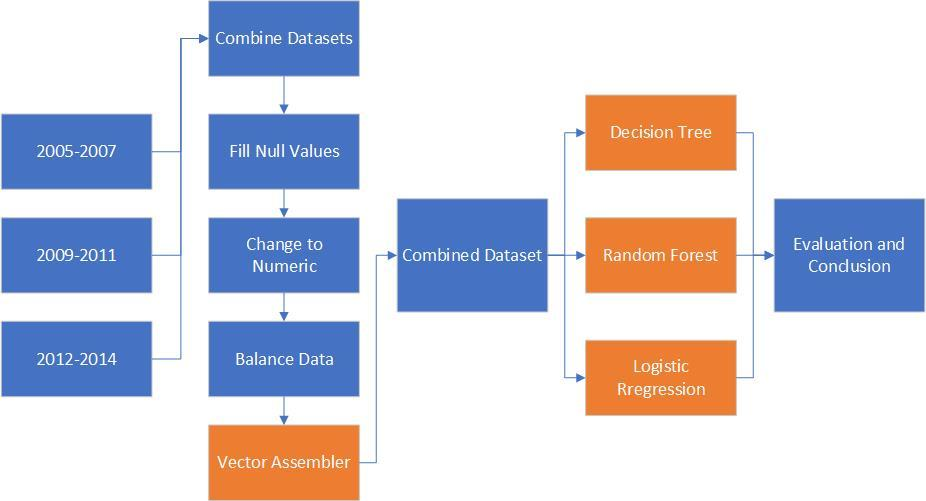 Combine Datasets
2005-2007
2009-2011
2012-2014
Fill Null Values
Change to
Numeric
Balance Data
Vector Assembler
Combined Dataset
Decision Tree
Random Forest
Logistic
Rregression
Evaluation and
Conclusion